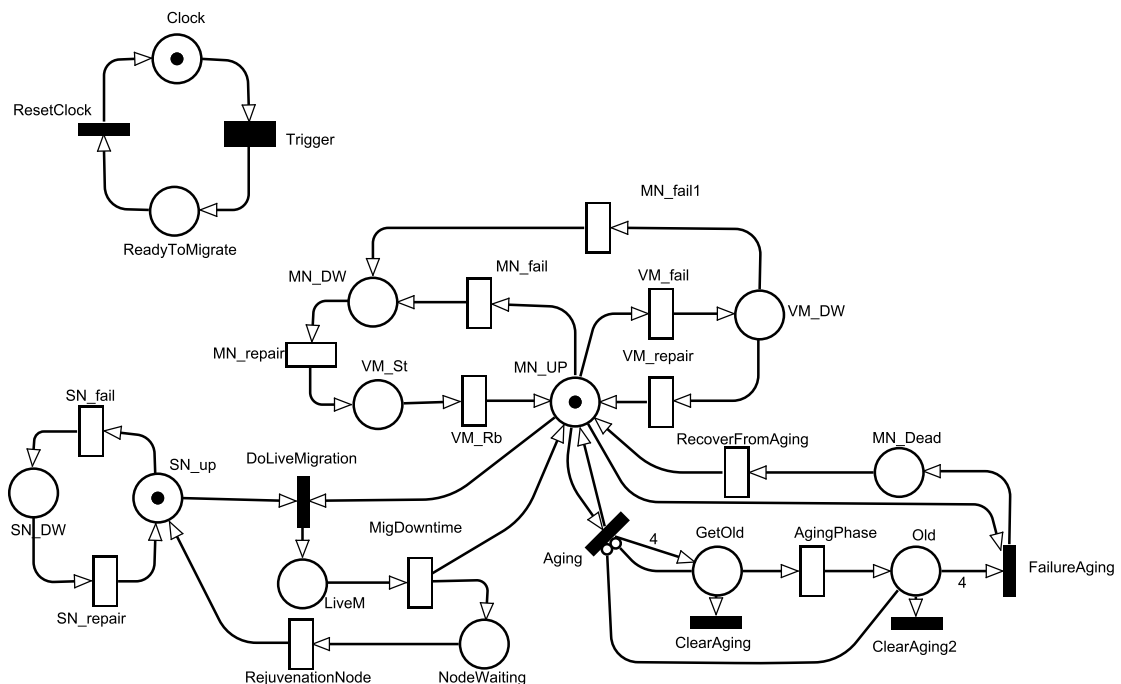 Clock
ResetClock
Trigger
ReadyToMigrate
MN_fail1
MN_fail
VM_fail
MN_DW
VM_DW
MN_repair
VM_St
MN_UP
VM_repair
SN_fail
VM_Rb
RecoverFromAging
MN_Dead
SN_up
DoLiveMigration
MigDowntime
SN_DW
4
GetOld
AgingPhase
Old
Aging
4
FailureAging
LiveM
SN_repair
ClearAging
ClearAging2
RejuvenationNode
NodeWaiting